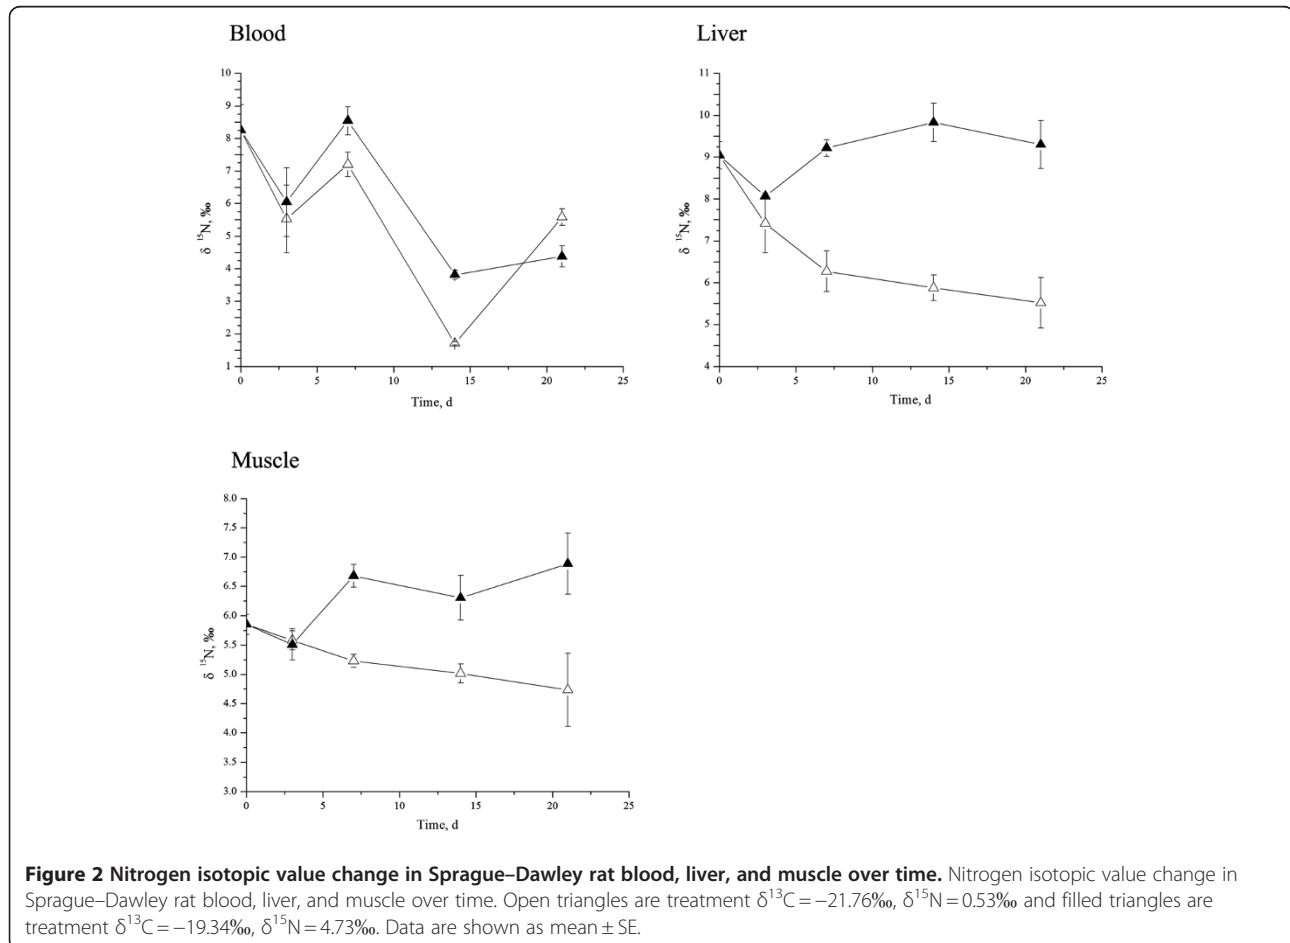 Blood
10
9
8
7
6
5
4
3
2
1
δ ¹⁵N, ‰
0 5 10 15 20 25
Time, d
Liver
11
10
9
8
7
6
5
4
δ ¹⁵N, ‰
0 5 10 15 20 25
Time, d
Muscle
8.0
7.5
7.0
6.5
6.0
5.5
5.0
4.5
4.0
3.5
3.0
δ ¹⁵N, ‰
0 5 10 15 20 25
Time, d
Figure 2 Nitrogen isotopic value change in Sprague–Dawley rat blood, liver, and muscle over time. Nitrogen isotopic value change in
Sprague–Dawley rat blood, liver, and muscle over time. Open triangles are treatment δ¹³C = −21.76‰, δ¹⁵N = 0.53‰ and filled triangles are
treatment δ¹³C = −19.34‰, δ¹⁵N = 4.73‰. Data are shown as mean ± SE.